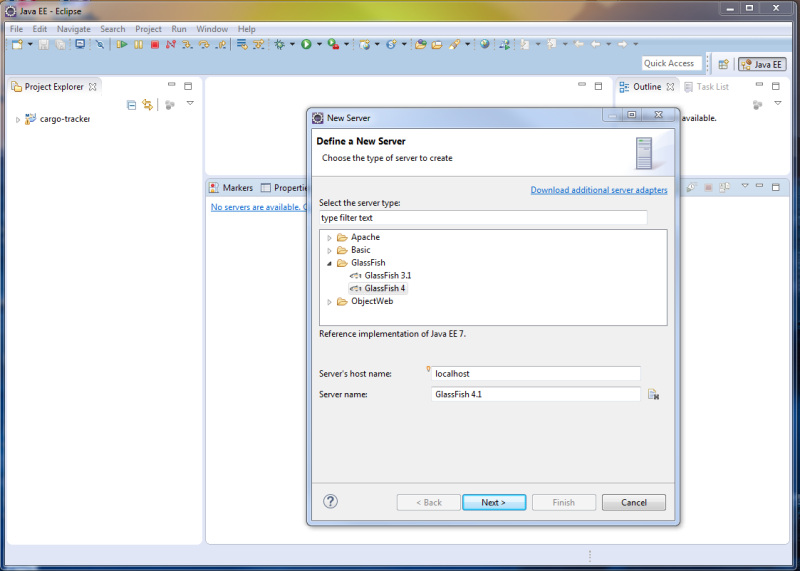 Java EE - Eclipse
File Edit Navigate Search Project Run Window Help
Quick Access
Java EE
Project Explorer
Outline
Task List
cargo-tracker
available.
New Server
Define a New Server
Choose the type of server to create
Markers
Properti
Download additional server adapters
No servers are available.
Select the server type:
type filter text
Apache
Basic
GlassFish
GlassFish 3.1
GlassFish 4
ObjectWeb
Reference implementation of Java EE 7.
Server's host name:
localhost
Server name:
GlassFish 4.1
< Back
Next >
Finish
Cancel